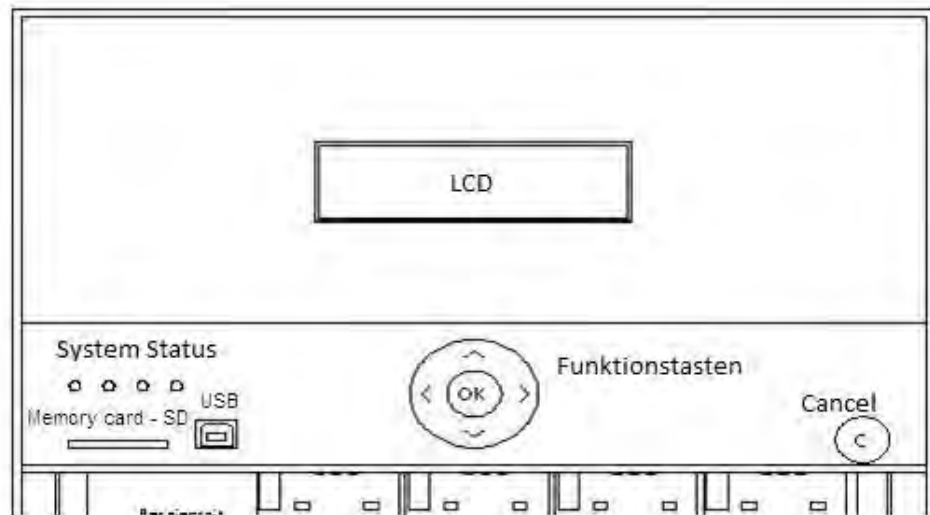 LCD
System Status
Funktionstasten
< OK >
USB
Memory card - SD
Cancel
C